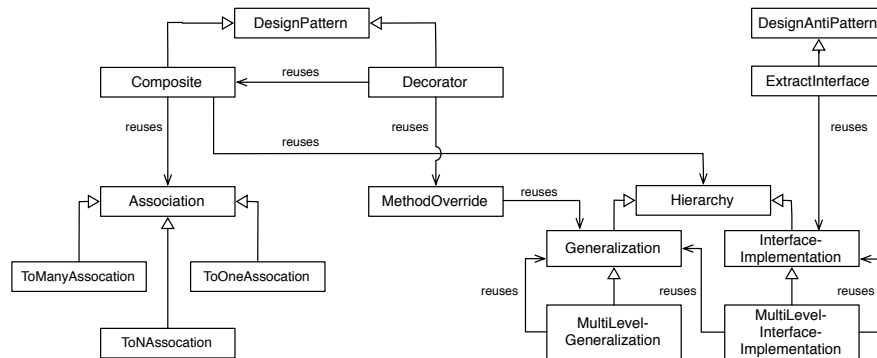 DesignPattern
DesignAntiPattern
Composite
reuses
Decorator
ExtractInterface
reuses
reuses
reuses
reuses
Association
MethodOverride
reuses
Hierarchy
Generalization
Interface-
Implementation
ToManyAssocation
ToOneAssocation
reuses
reuses
reuses
MultiLevel-
Generalization
MultiLevel-
Interface-
Implementation
ToNAssocation